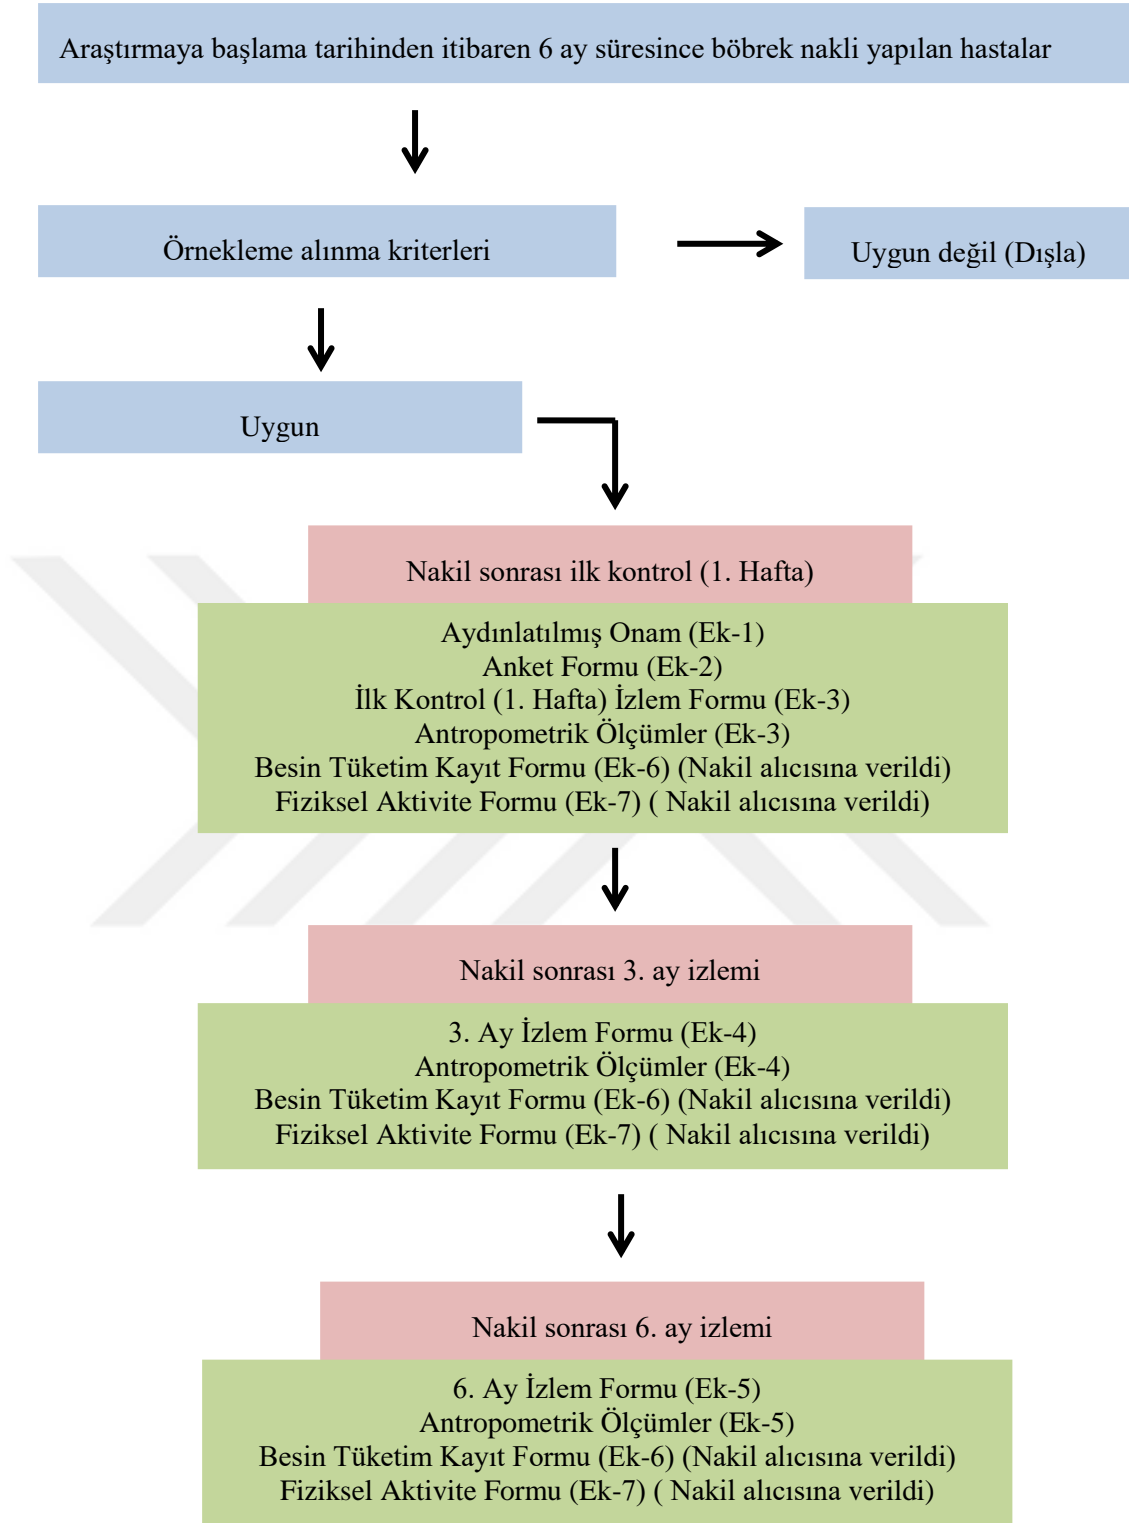 Araştırmaya başlama tarihinden itibaren 6 ay süresince böbrek nakli yapılan hastalar
Örnekleme alınma kriterleri
Uygun değil (Dışla)
Uygun
Nakil sonrası ilk kontrol (1. Hafta)
Aydınlatılmış Onam (Ek-1)
Anket Formu (Ek-2)
İlk Kontrol (1. Hafta) İzlem Formu (Ek-3)
Antropometrik Ölçümler (Ek-3)
Besin Tüketim Kayıt Formu (Ek-6) (Nakil alıcısına verildi)
Fiziksel Aktivite Formu (Ek-7) ( Nakil alıcısına verildi)
Nakil sonrası 3. ay izlemi
3. Ay İzlem Formu (Ek-4)
Antropometrik Ölçümler (Ek-4)
Besin Tüketim Kayıt Formu (Ek-6) (Nakil alıcısına verildi)
Fiziksel Aktivite Formu (Ek-7) ( Nakil alıcısına verildi)
Nakil sonrası 6. ay izlemi
6. Ay İzlem Formu (Ek-5)
Antropometrik Ölçümler (Ek-5)
Besin Tüketim Kayıt Formu (Ek-6) (Nakil alıcısına verildi)
Fiziksel Aktivite Formu (Ek-7) ( Nakil alıcısına verildi)